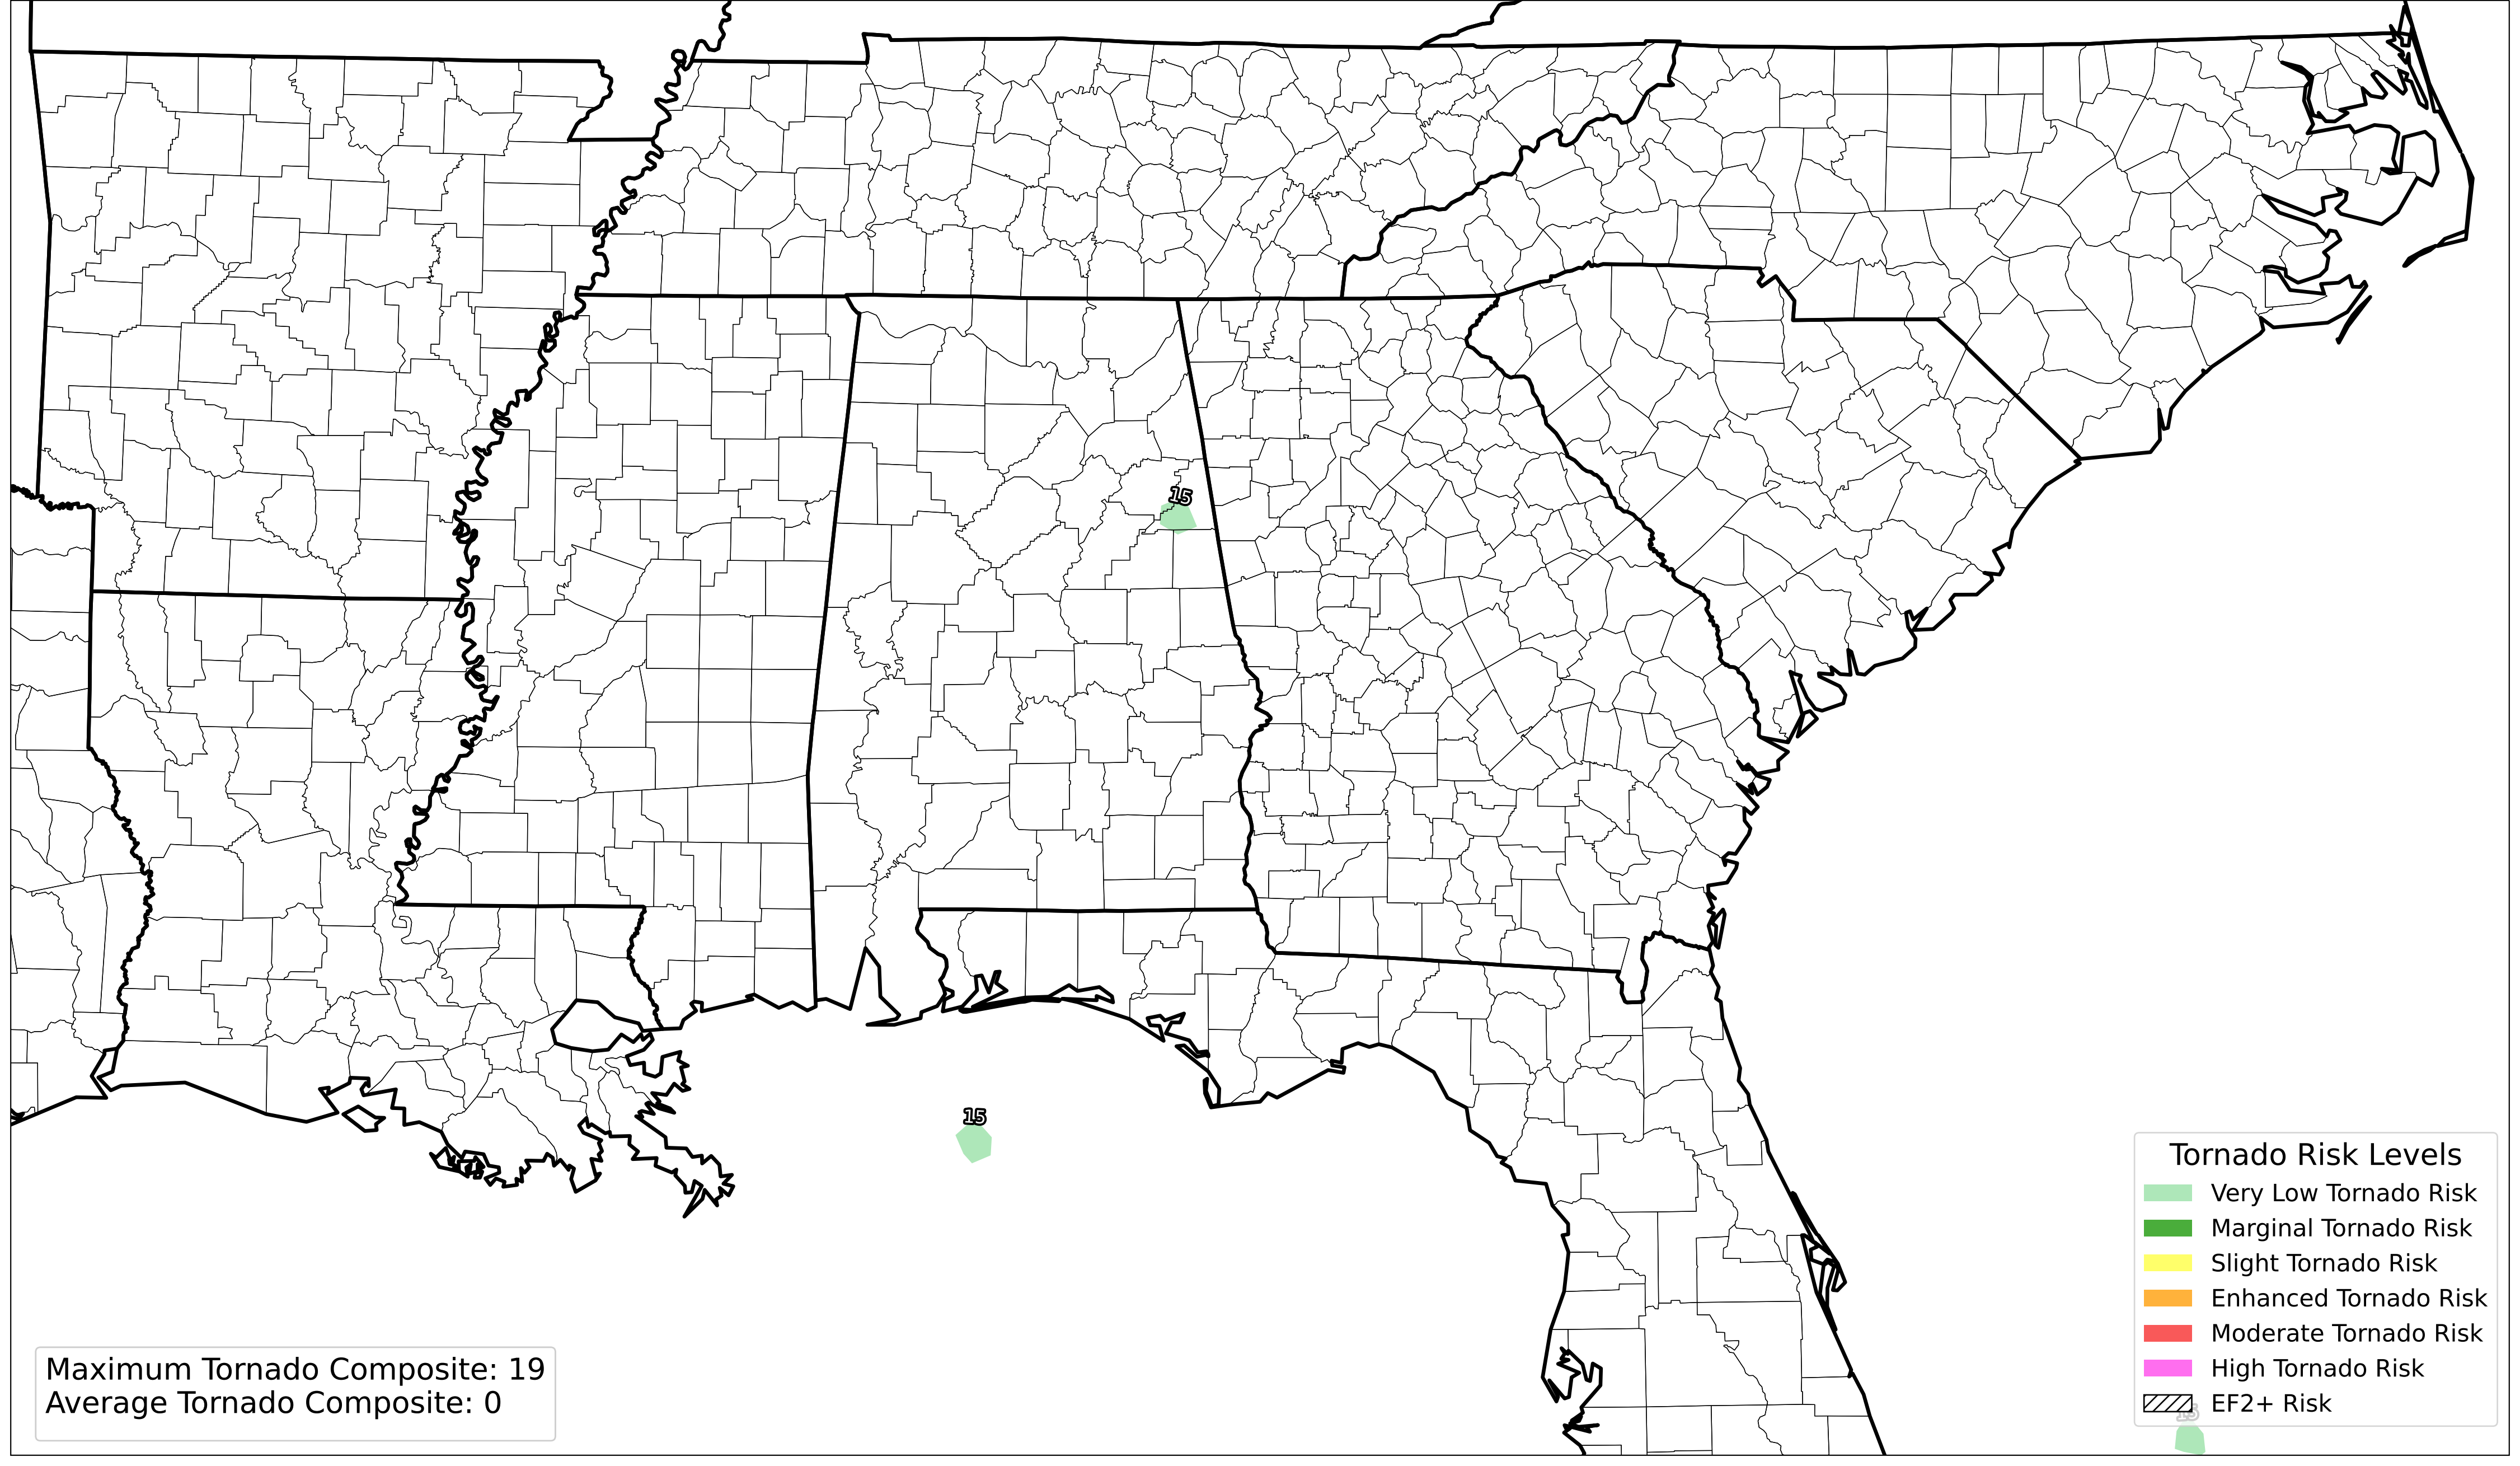 15
15
Tornado Risk Levels
Very Low Tornado Risk
Marginal Tornado Risk
Slight Tornado Risk
Enhanced Tornado Risk
Moderate Tornado Risk
High Tornado Risk
EF2+ Risk
15
Maximum Tornado Composite: 19
Average Tornado Composite: 0